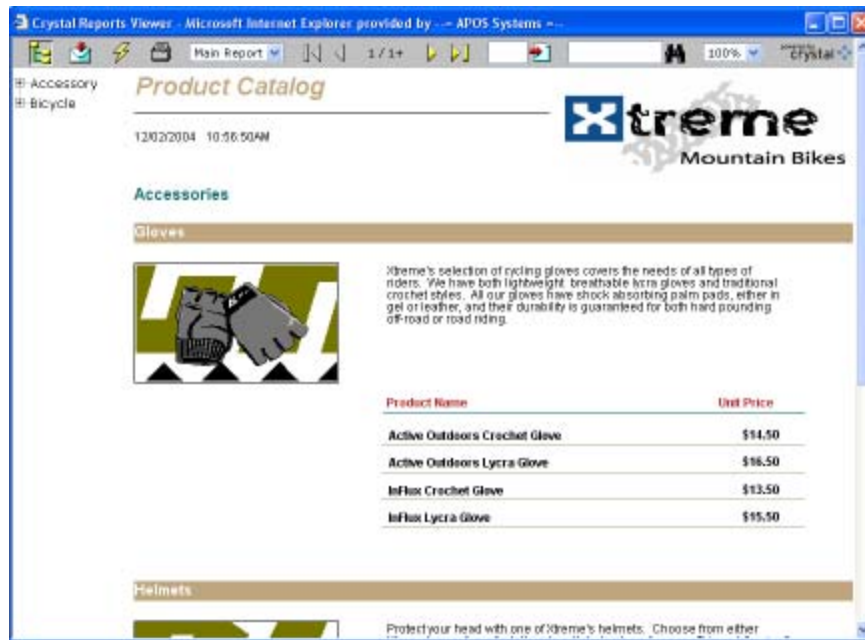 Crystal Reports Viewer - Microsoft Internet Explorer provided by --= APOS Systems =--
Main Report
1/1+
100%
crystal
Accessory
Bicycle
Product Catalog
12/02/2004 10:56:50AM
Xtreme
Mountain Bikes
Accessories
Gloves
Xtreme's selection of cycling gloves covers the needs of all types of
riders. We have both lightweight breathable lycra gloves and traditional
crochet styles. All our gloves have shock absorbing palm pads, either in
gel or leather, and their durability is guaranteed for both hard pounding
off-road or road riding.
Product Name Unit Price
Active Outdoors Crochet Glove $14.50
Active Outdoors Lycra Glove $16.50
InFlux Crochet Glove $13.50
InFlux Lycra Glove $15.50
Helmets
Protect your head with one of Xtreme's helmets. Choose from either